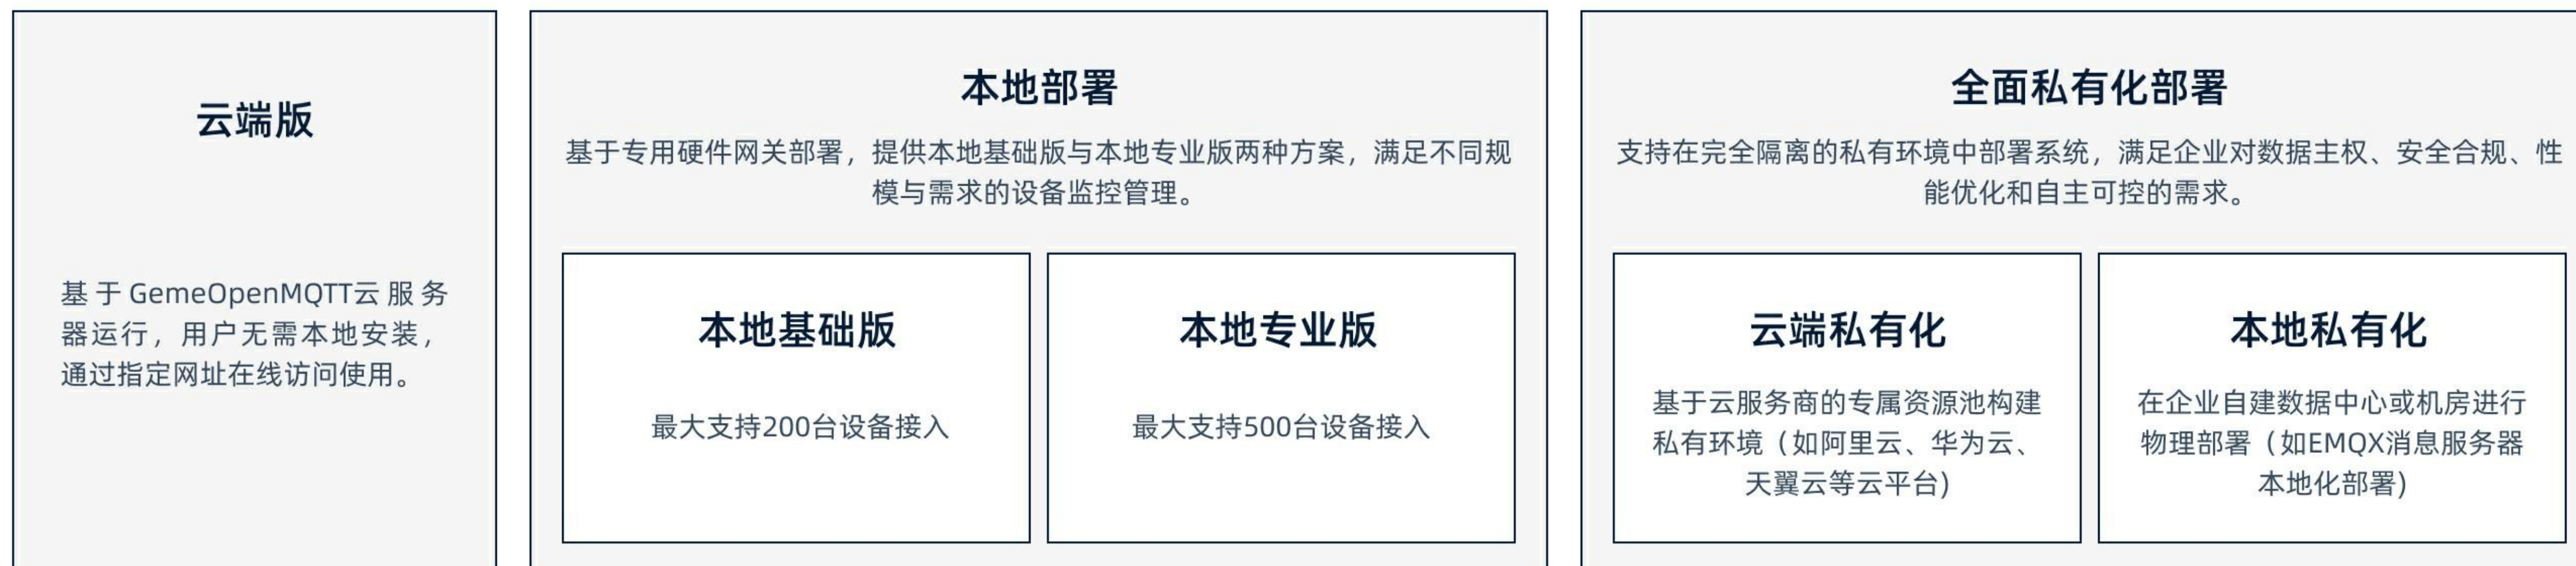 云端版
基于GemeOpenMQTT云服务
器运行，用户无需本地安装，
通过指定网址在线访问使用。
本地部署
基于专用硬件网关部署，提供本地基础版与本地专业版两种方案，满足不同规
模与需求的设备监控管理。
本地基础版
最大支持200台设备接入
本地专业版
最大支持500台设备接入
全面私有化部署
支持在完全隔离的私有环境中部署系统，满足企业对数据主权、安全合规、性
能优化和自主可控的需求。
云端私有化
基于云服务商的专属资源池构建
私有环境（如阿里云、华为云、
天翼云等云平台)
本地私有化
在企业自建数据中心或机房进行
物理部署（如EMQX消息服务器
本地化部署)